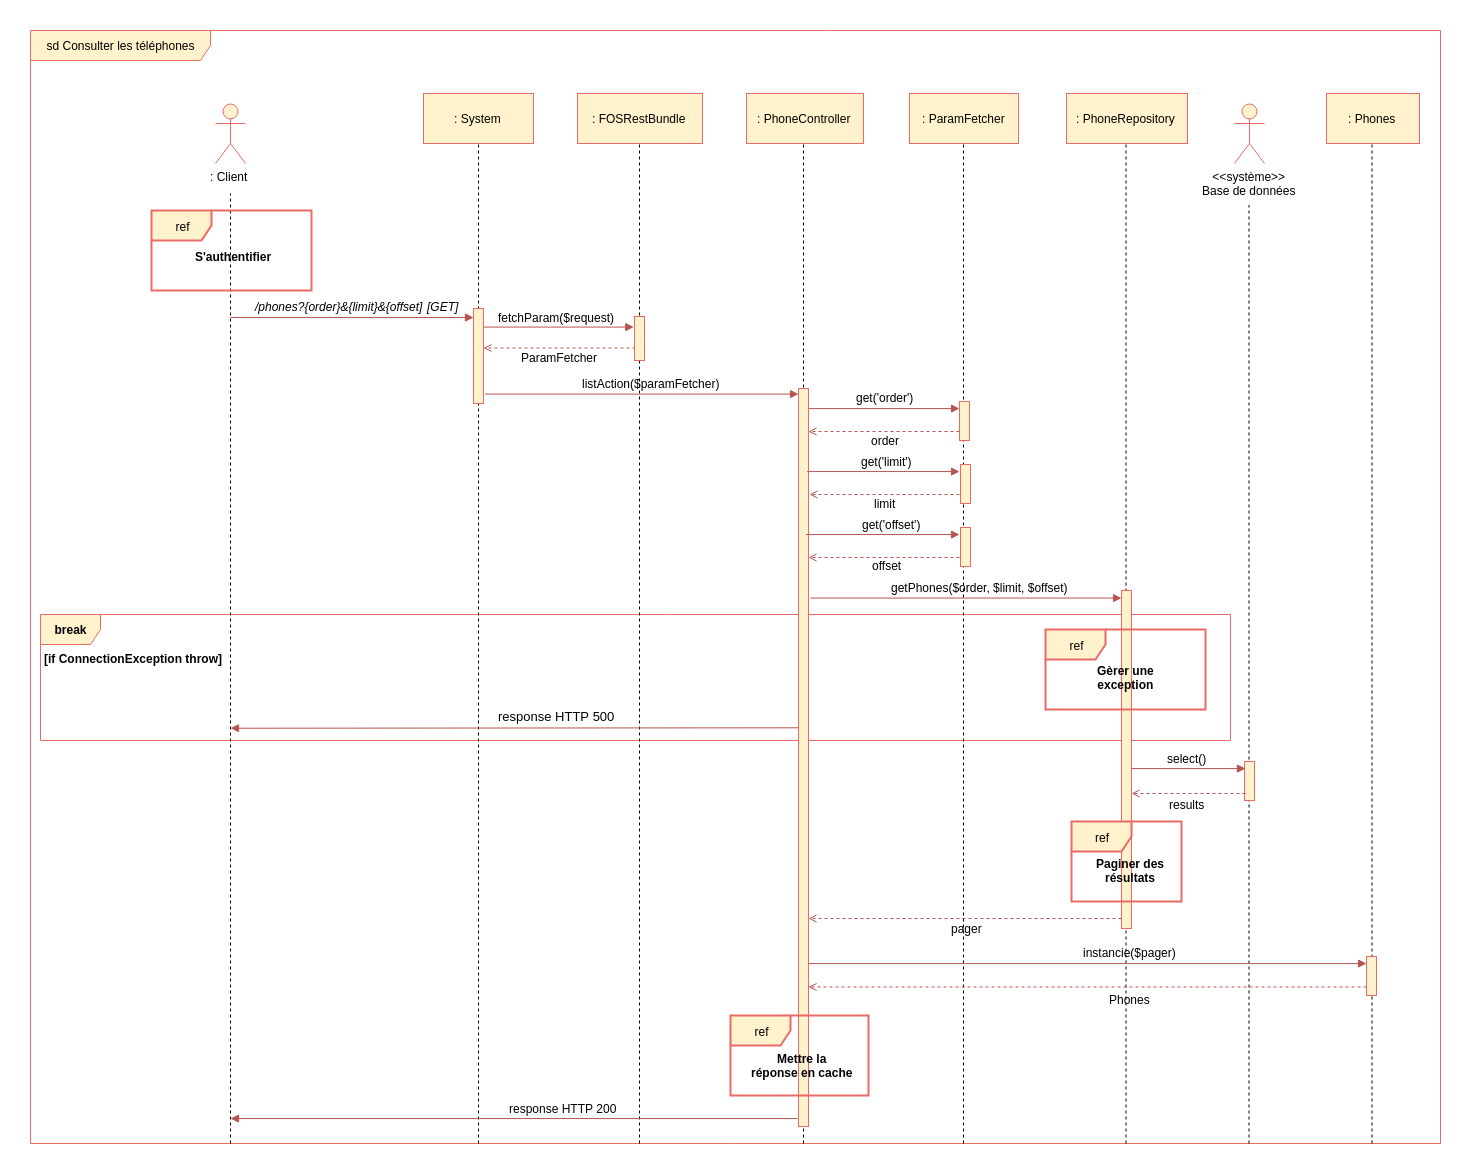 sd Consulter les téléphones
: Client
: System
: FOSRestBundle
: PhoneController
: ParamFetcher
: PhoneRepository
<<système>>
Base de données
: Phones
ref
S'authentifier
/phones?{order}&{limit}&{offset] [GET]
fetchParam($request)
ParamFetcher
listAction($paramFetcher)
get('order')
order
get('limit')
limit
get('offset')
offset
getPhones($order, $limit, $offset)
break
[if ConnectionException throw]
ref
Gèrer une
exception
response HTTP 500
select()
results
ref
Paginer des
résultats
pager
instancie($pager)
Phones
ref
Mettre la
réponse en cache
response HTTP 200